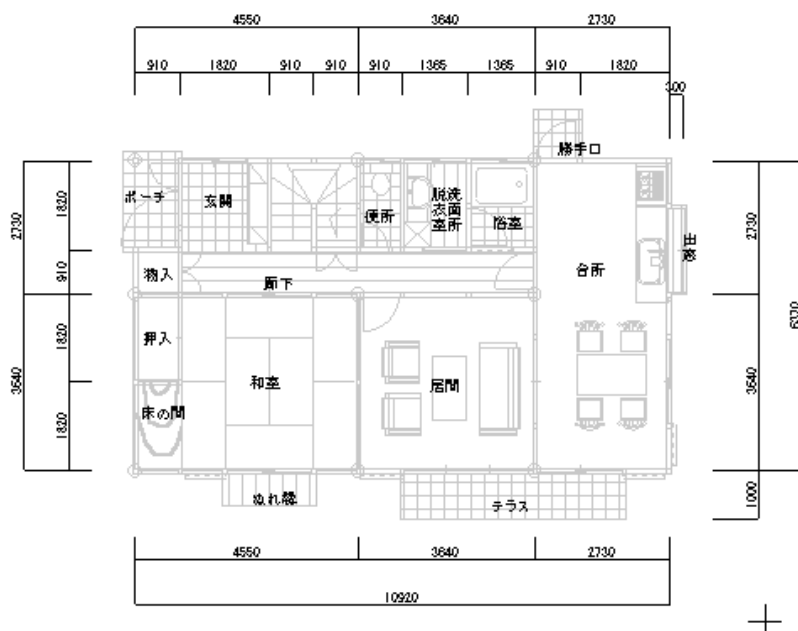 4550
3640
2730
910
1820
910
910
910
1365
1365
910
1820
300
勝手口
ポーチ
玄関
便所
洗面所
脱衣室
浴室
出窓
台所
物入
廊下
押入
和室
居間
床の間
ぬれ縁
テラス
2730
3640
1820
910
1820
1820
2730
3640
1000
6370
4550
3640
2730
10920